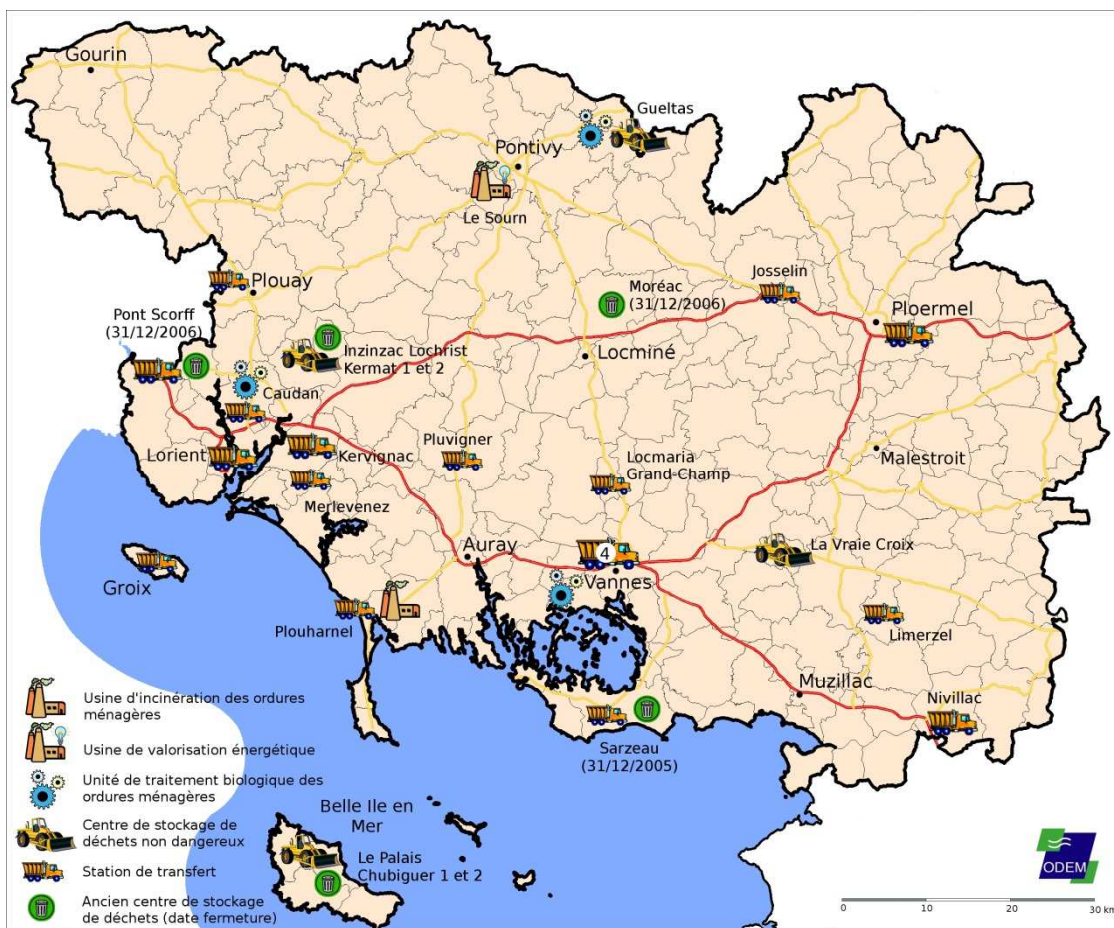 Gourin
Gueltas
Pontivy
Le Sourn
Josselin
Plouay
Moréac
(31/12/2006)
Ploermel
Pont Scorff
(31/12/2006)
Inzinzac Lochrist
Kermat 1 et 2
Locminé
Caudan
Lorient
Kervignac
Pluvigner
Locmaria
Grand-Champ
Malestroit
Merlevenez
Auray
4
Vannes
La Vraie Croix
Groix
Plouharnel
Limerzel
Muzillac
Nivillac
Sarzeau
(31/12/2005)
Belle Ile en
Mer
Le Palais
Chubiguer 1 et 2
Usine d'incinération des ordures
ménagères
Usine de valorisation énergétique
Unité de traitement biologique des
ordures ménagères
Centre de stockage de
déchets non dangereux
Station de transfert
Ancien centre de stockage
de déchets (date fermeture)
ODEM
0 10 20 30 km